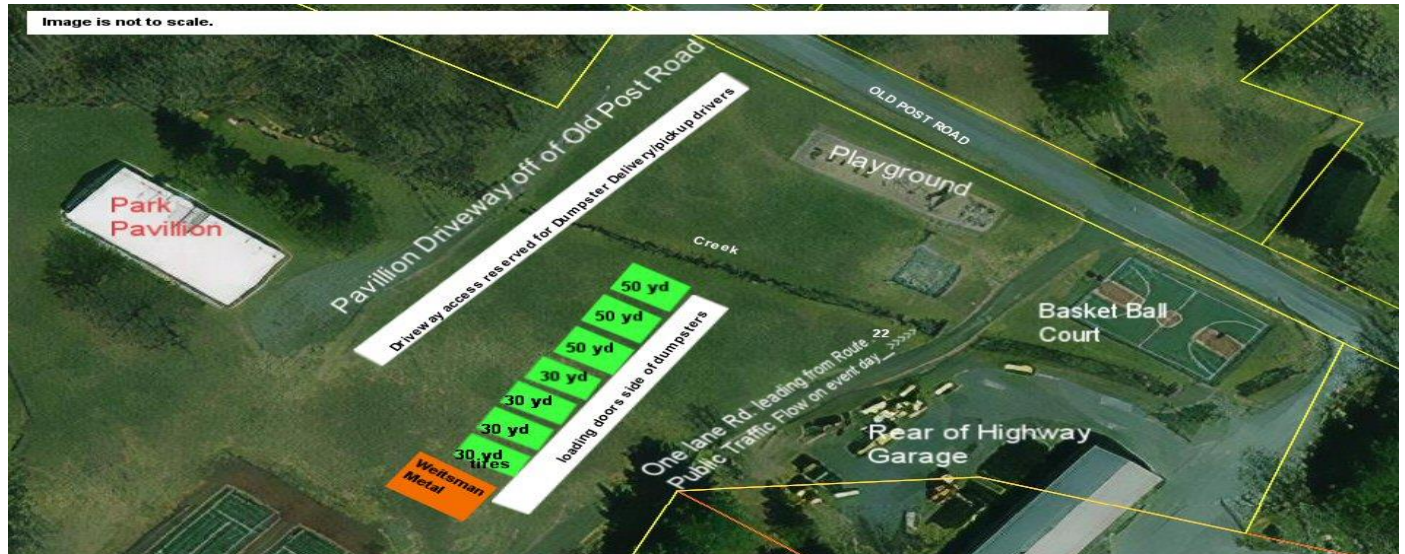 Image is not to scale.
OLD POST ROAD
Pavillion Driveway off of Old Post Road
Driveway access reserved for Dumpster Delivery/pickup drivers
Playground
Park
Pavillion
Creek
50 yd
50 yd
50 yd
30 yd
30 yd
30 yd
30 yd
tires
loading doors side of dumpsters
Weitsman
Metal
Basket Ball
Court
One lane Rd. leading from Route 22
Public Traffic Flow on event day__>>>>>
Rear of Highway
Garage